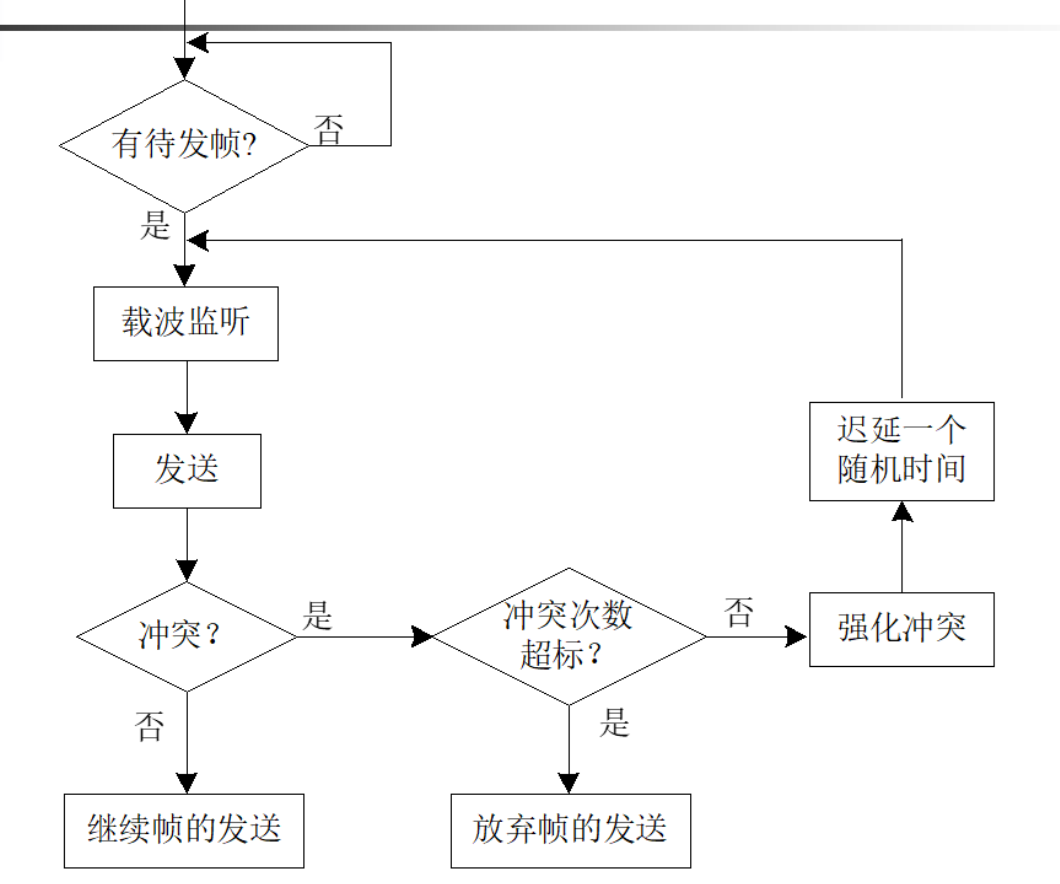 有待发帧?
否
是
载波监听
发送
迟延一个
随机时间
冲突？
是
冲突次数
超标？
否
强化冲突
否
是
继续帧的发送
放弃帧的发送